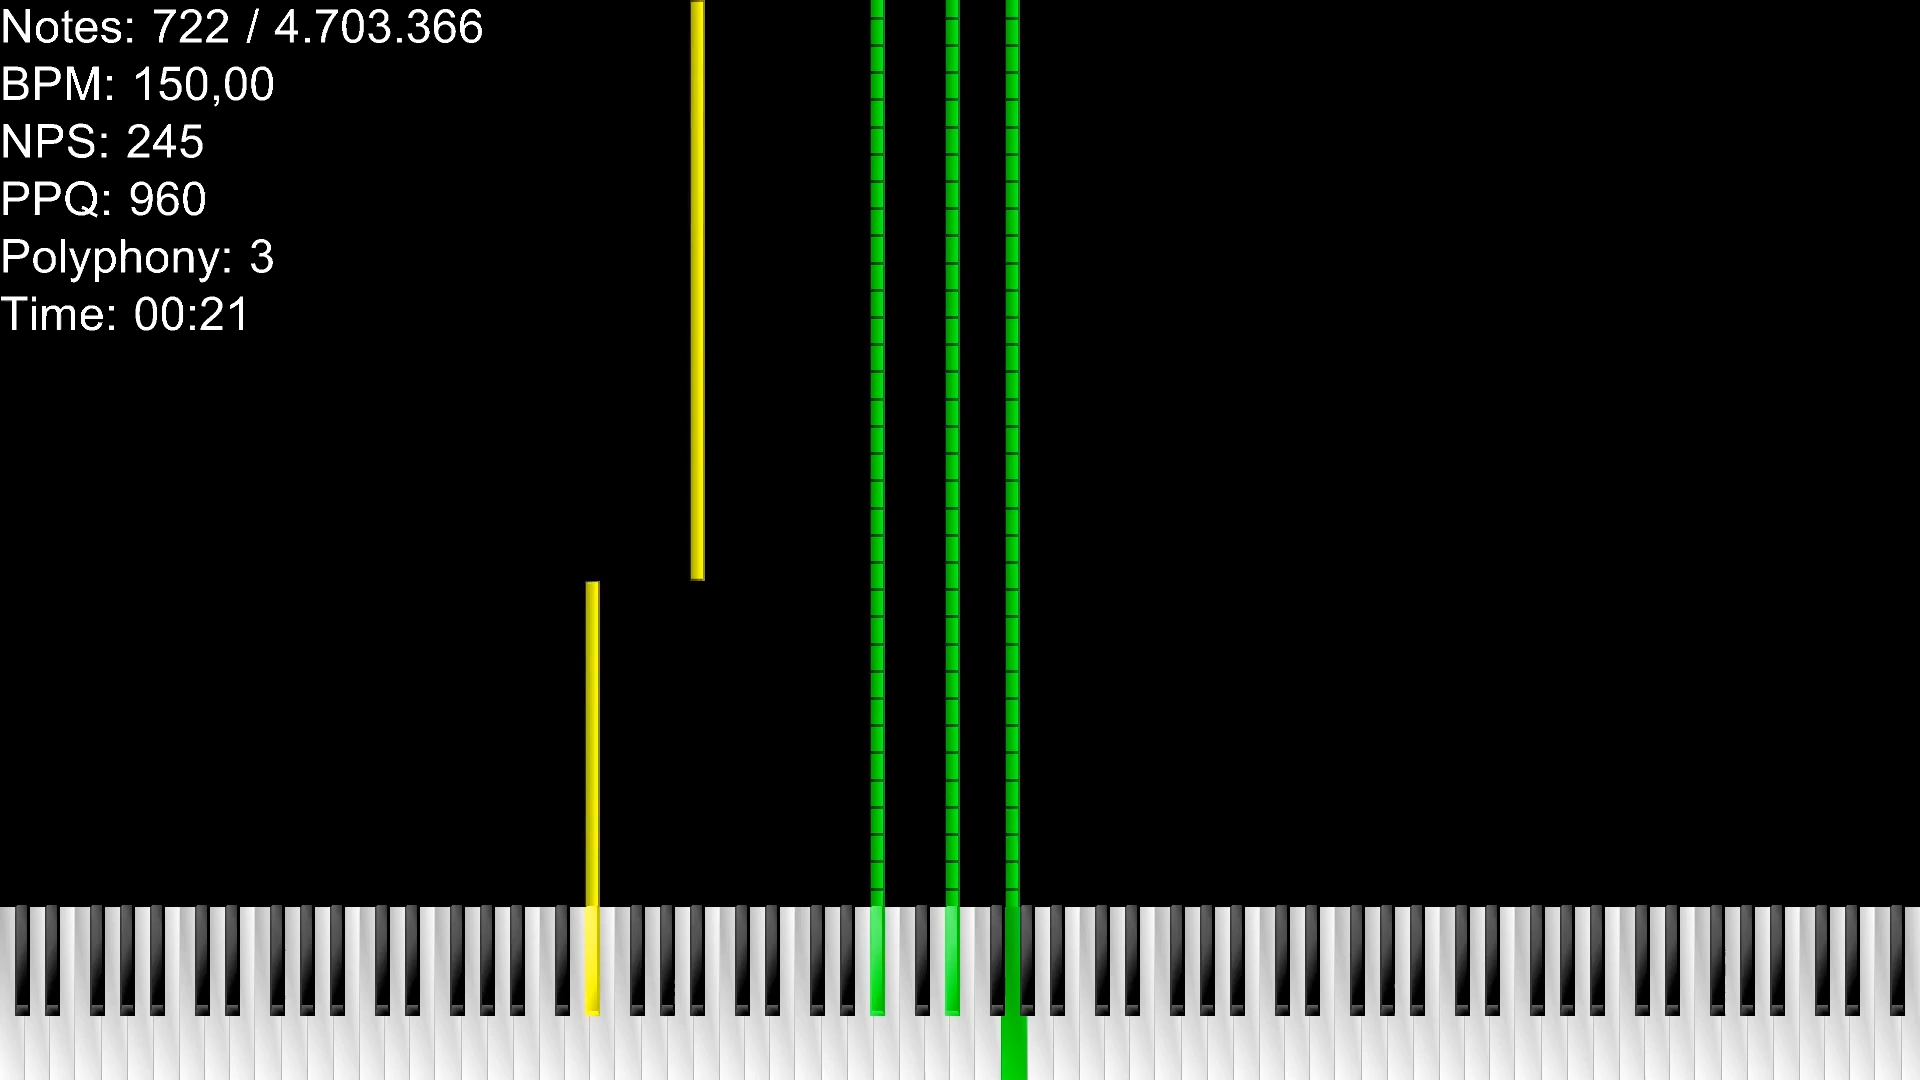 Notes: 722 / 4.703.366
BPM: 150,00
NPS: 245
PPQ: 960
Polyphony: 3
Time: 00:21